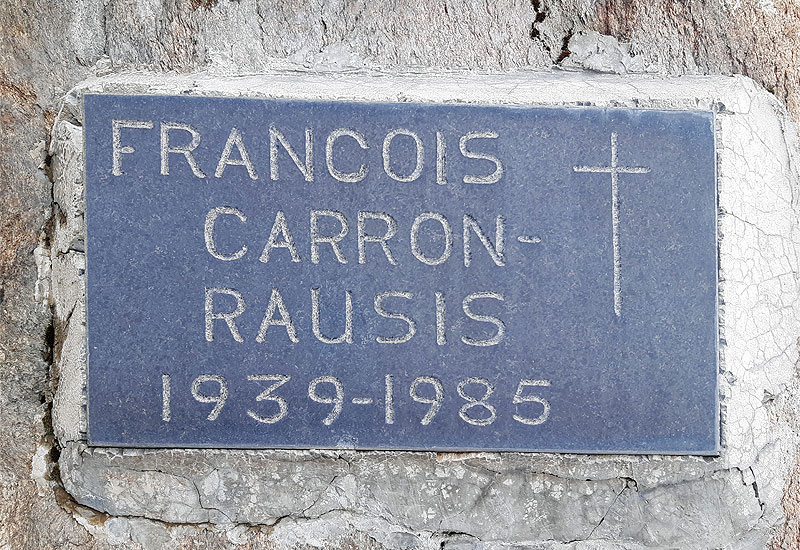 FRANCOIS
CARRON-
RAUSIS
1939-1985